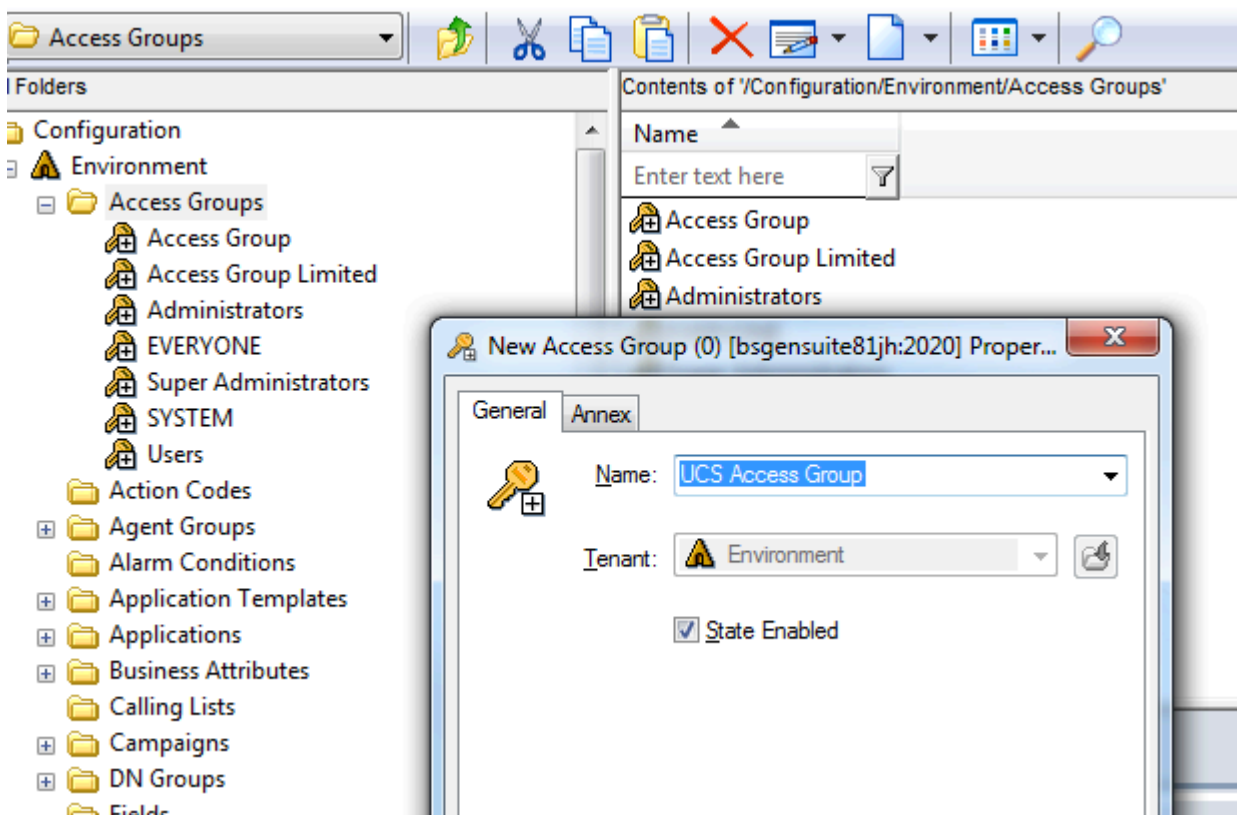 Access Groups
Folders
Contents of '/Configuration/Environment/Access Groups'
Configuration
Environment
Access Groups
Access Group
Access Group Limited
Administrators
EVERYONE
Super Administrators
SYSTEM
Users
Action Codes
Agent Groups
Alarm Conditions
Application Templates
Applications
Business Attributes
Calling Lists
Campaigns
DN Groups
Fields
Name
Enter text here
Access Group
Access Group Limited
Administrators
New Access Group (0) [bsgensuite81jh:2020] Proper...
General Annex
Name: UCS Access Group
Tenant: Environment
State Enabled